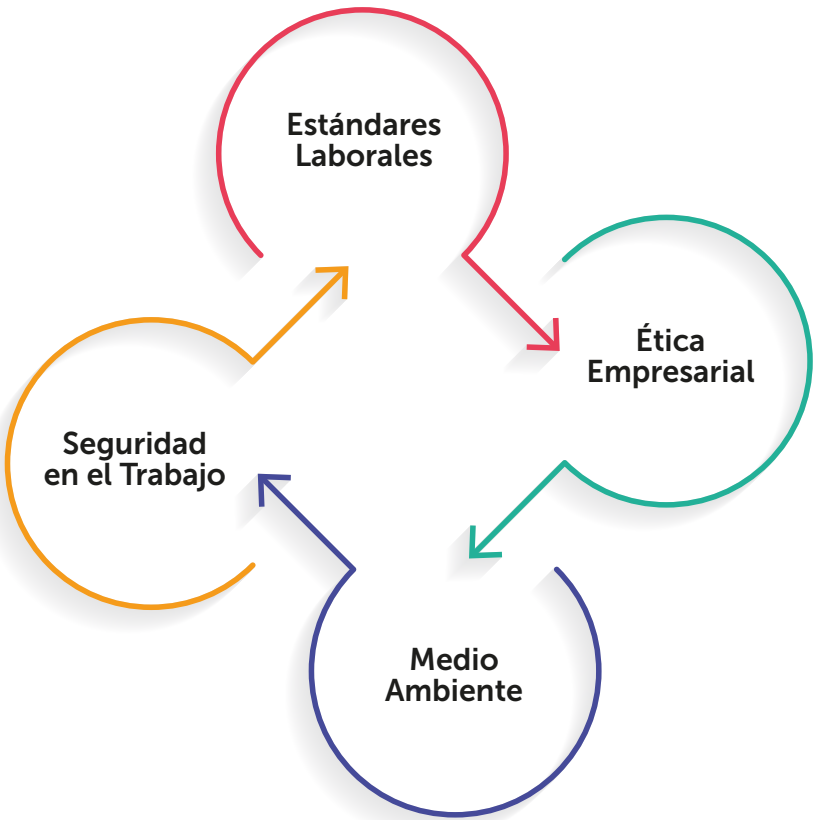 Estándares
Laborales
Ética
Empresarial
Seguridad
en el Trabajo
Medio
Ambiente